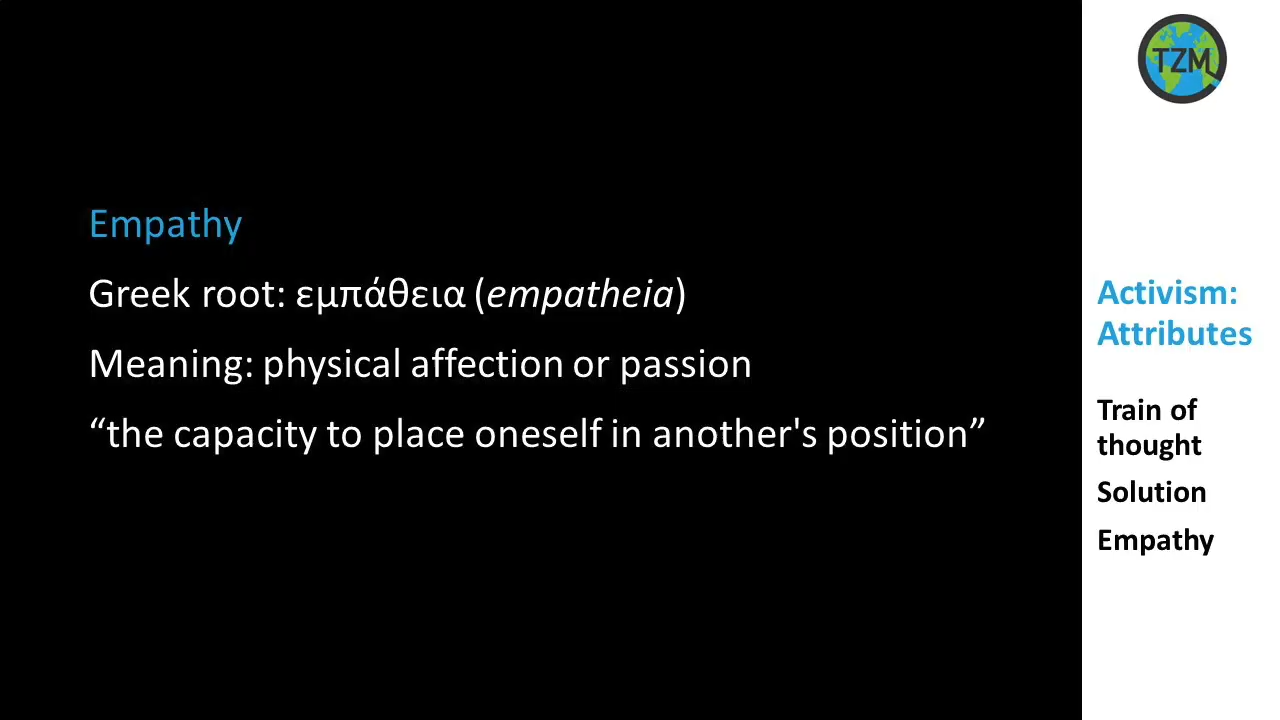 Empathy
Greek root: εμπάθεια (empatheia)
Meaning: physical affection or passion
“the capacity to place oneself in another's position”
TZM
Activism:
Attributes
Train of
thought
Solution
Empathy